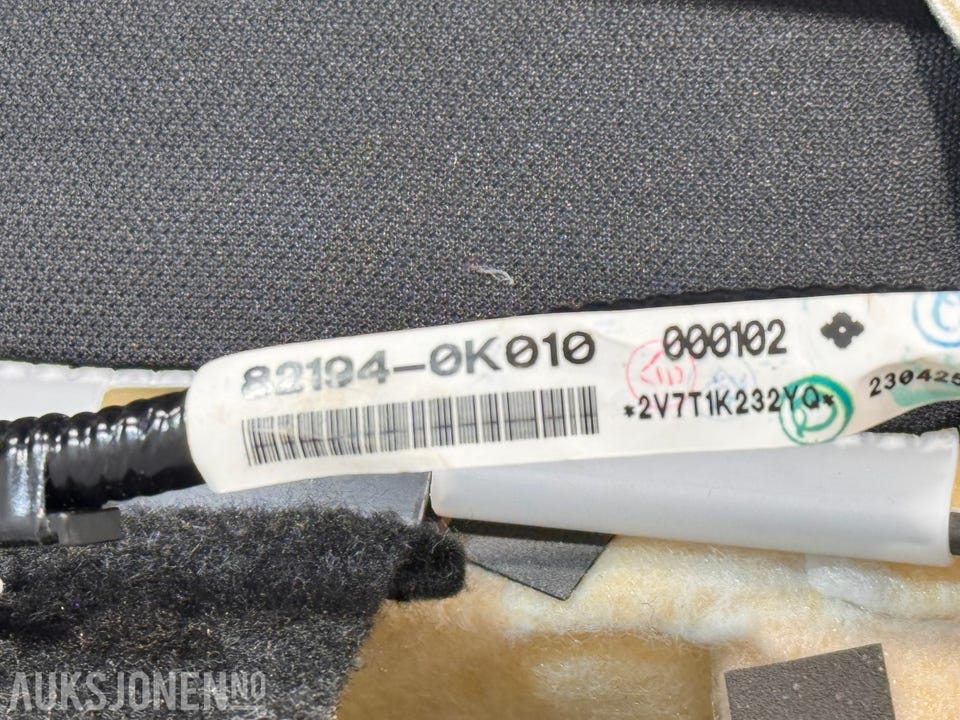 82194-0K010
000102
*2V7T1K232YQ*
230425
AUKSJONEN.NO